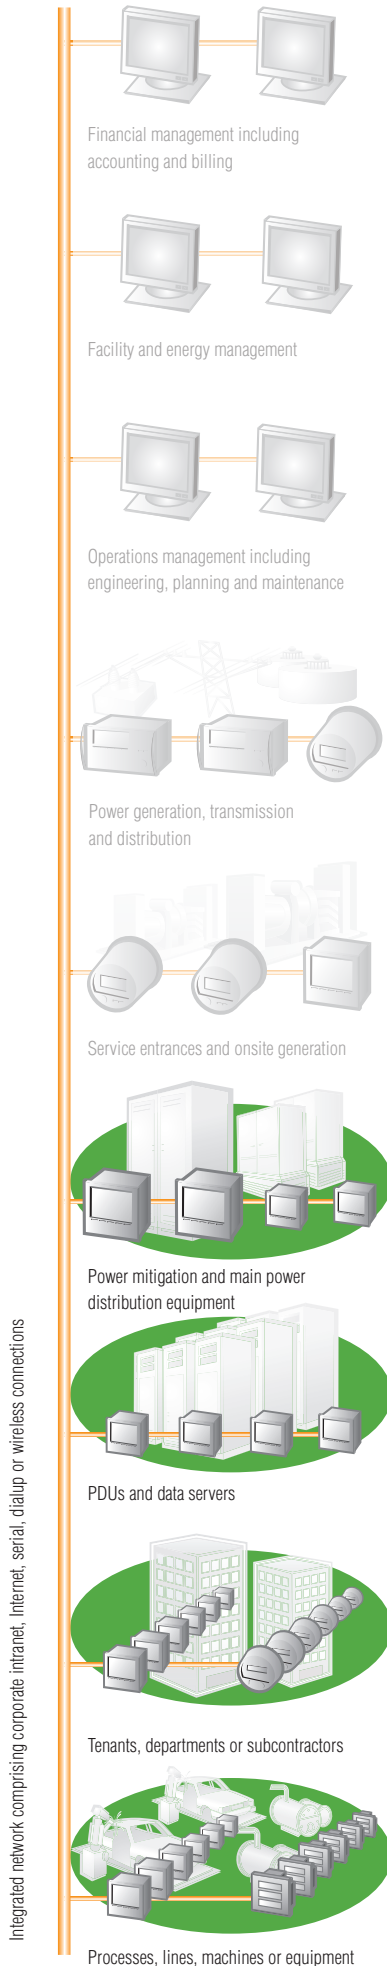 Financial management including
accounting and billing
Facility and energy management
Operations management including
engineering, planning and maintenance
Power generation, transmission
and distribution
Service entrances and onsite generation
Power mitigation and main power
distribution equipment
PDUs and data servers
Tenants, departments or subcontractors
Processes, lines, machines or equipment
Integrated network comprising corporate intranet, Internet, serial, dialup or wireless connections